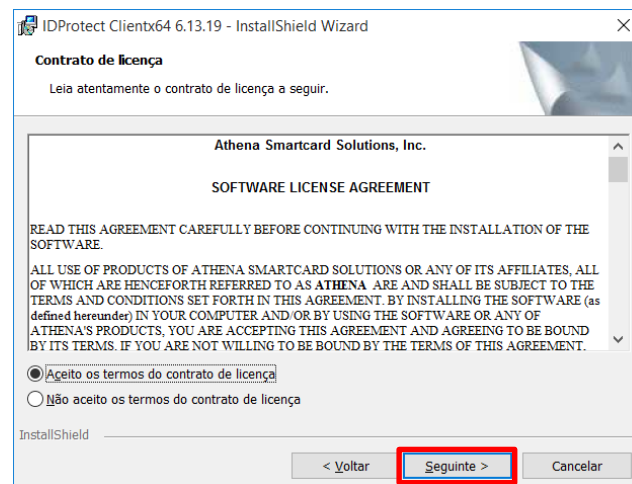 IDProtect Clientx64 6.13.19 - InstallShield Wizard
Contrato de licença
Leia atentamente o contrato de licença a seguir.
Athena Smartcard Solutions, Inc.
SOFTWARE LICENSE AGREEMENT
READ THIS AGREEMENT CAREFULLY BEFORE CONTINUING WITH THE INSTALLATION OF THE
SOFTWARE.
ALL USE OF PRODUCTS OF ATHENA SMARTCARD SOLUTIONS OR ANY OF ITS AFFILIATES, ALL
OF WHICH ARE HENCEFORTH REFERRED TO AS ATHENA ARE AND SHALL BE SUBJECT TO THE
TERMS AND CONDITIONS SET FORTH IN THIS AGREEMENT. BY INSTALLING THE SOFTWARE (as
defined hereunder) IN YOUR COMPUTER AND/OR BY USING THE SOFTWARE OR ANY OF
ATHENA'S PRODUCTS, YOU ARE ACCEPTING THIS AGREEMENT AND AGREEING TO BE BOUND
BY ITS TERMS. IF YOU ARE NOT WILLING TO BE BOUND BY THE TERMS OF THIS AGREEMENT.
Aceito os termos do contrato de licença
Não aceito os termos do contrato de licença
InstallShield
< Voltar
Seguinte >
Cancelar